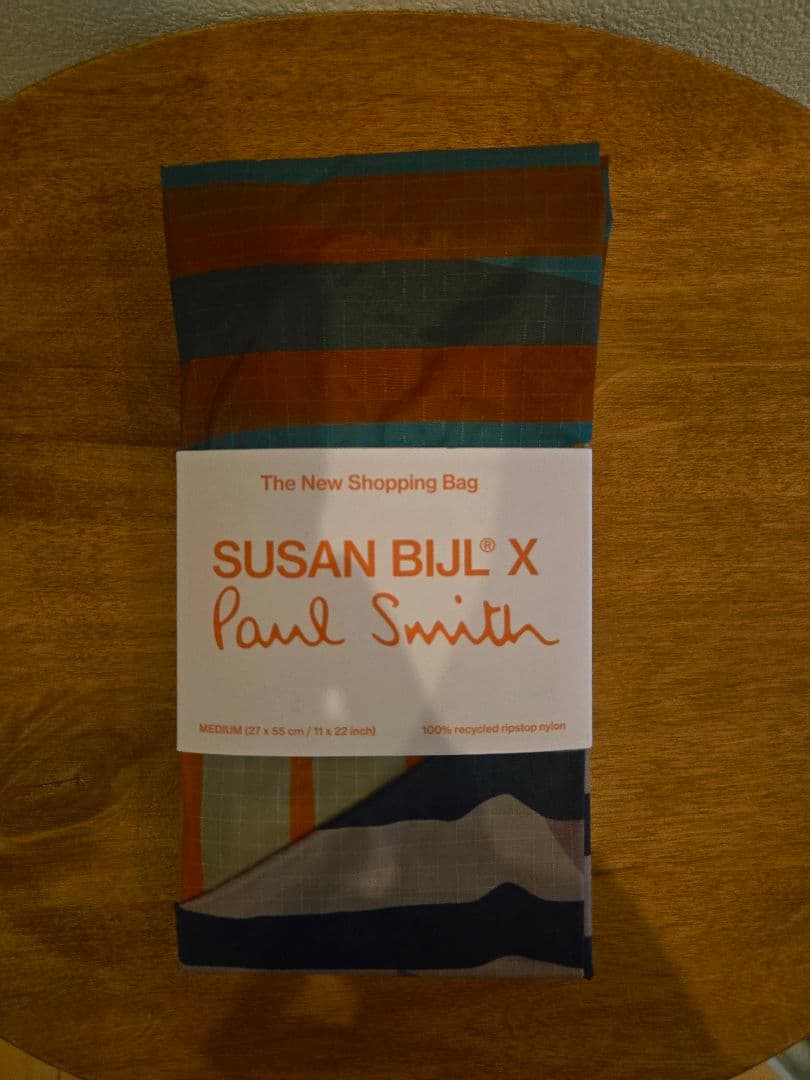 The New Shopping Bag
SUSAN BIJL® X
Paul Smith
MEDIUM (27 x 55 cm / 11 x 22 inch) 100% recycled ripstop nylon